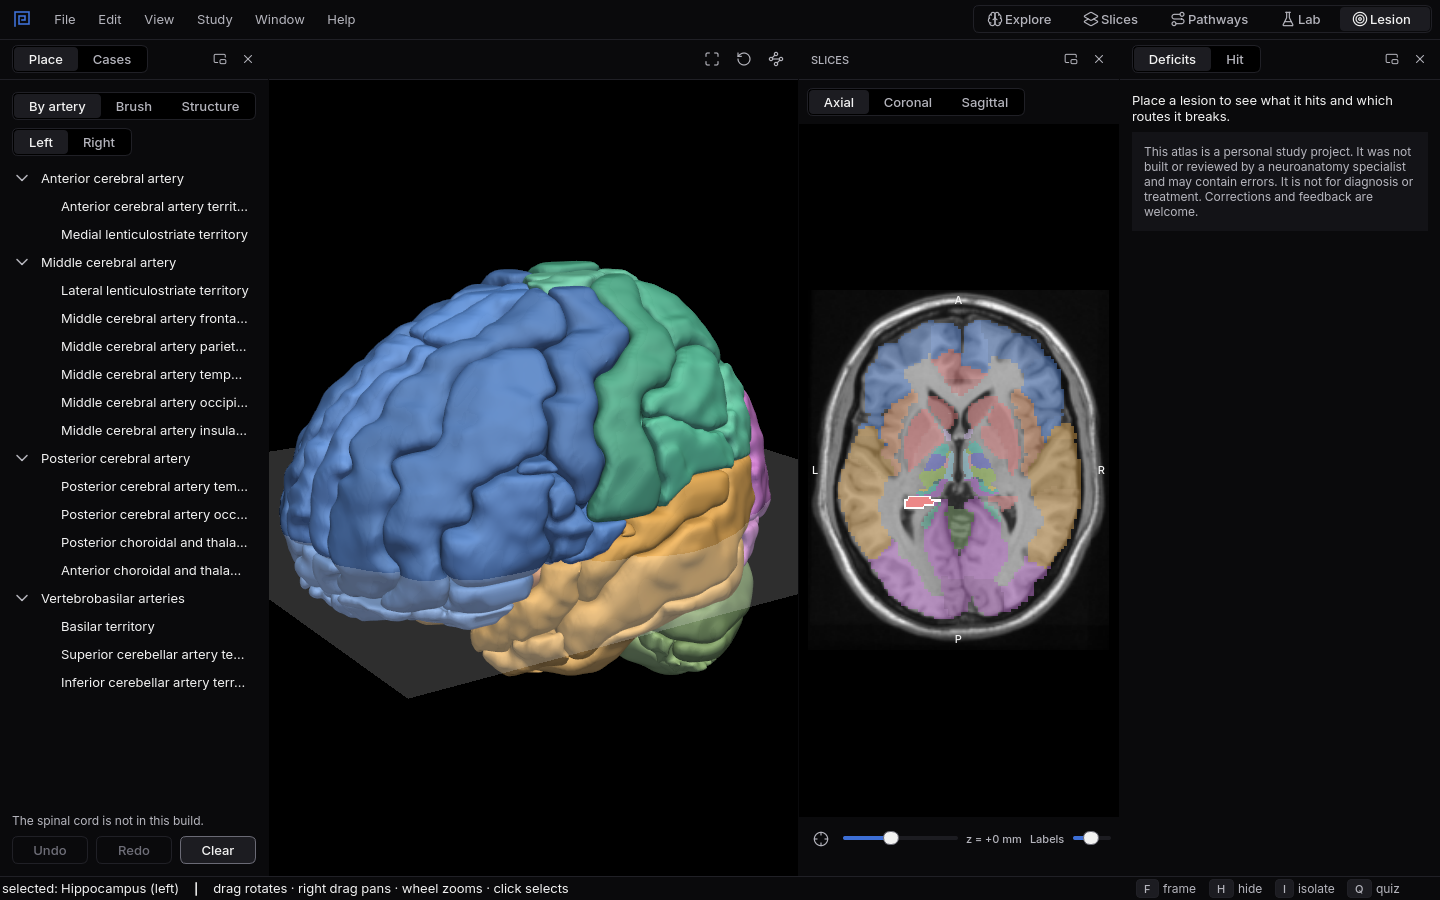 File Edit View Study Window Help Explore Slices Pathways Lab Lesion
Place Cases SLICES Deficits Hit
By artery Brush Structure
Left Right
Anterior cerebral artery
Anterior cerebral artery territ...
Medial lenticulostriate territory
Middle cerebral artery
Lateral lenticulostriate territory
Middle cerebral artery fronta...
Middle cerebral artery pariet...
Middle cerebral artery temp...
Middle cerebral artery occipi...
Middle cerebral artery insula...
Posterior cerebral artery
Posterior cerebral artery tem...
Posterior cerebral artery occ...
Posterior choroidal and thala...
Anterior choroidal and thala...
Vertebrobasilar arteries
Basilar territory
Superior cerebellar artery te...
Inferior cerebellar artery terr...
The spinal cord is not in this build.
Undo Redo Clear
Axial Coronal Sagittal
A
L R
P
z = +0 mm Labels
Place a lesion to see what it hits and which
routes it breaks.
This atlas is a personal study project. It was not
built or reviewed by a neuroanatomy specialist
and may contain errors. It is not for diagnosis or
treatment. Corrections and feedback are
welcome.
selected: Hippocampus (left) | drag rotates · right drag pans · wheel zooms · click selects F frame H hide I isolate Q quiz